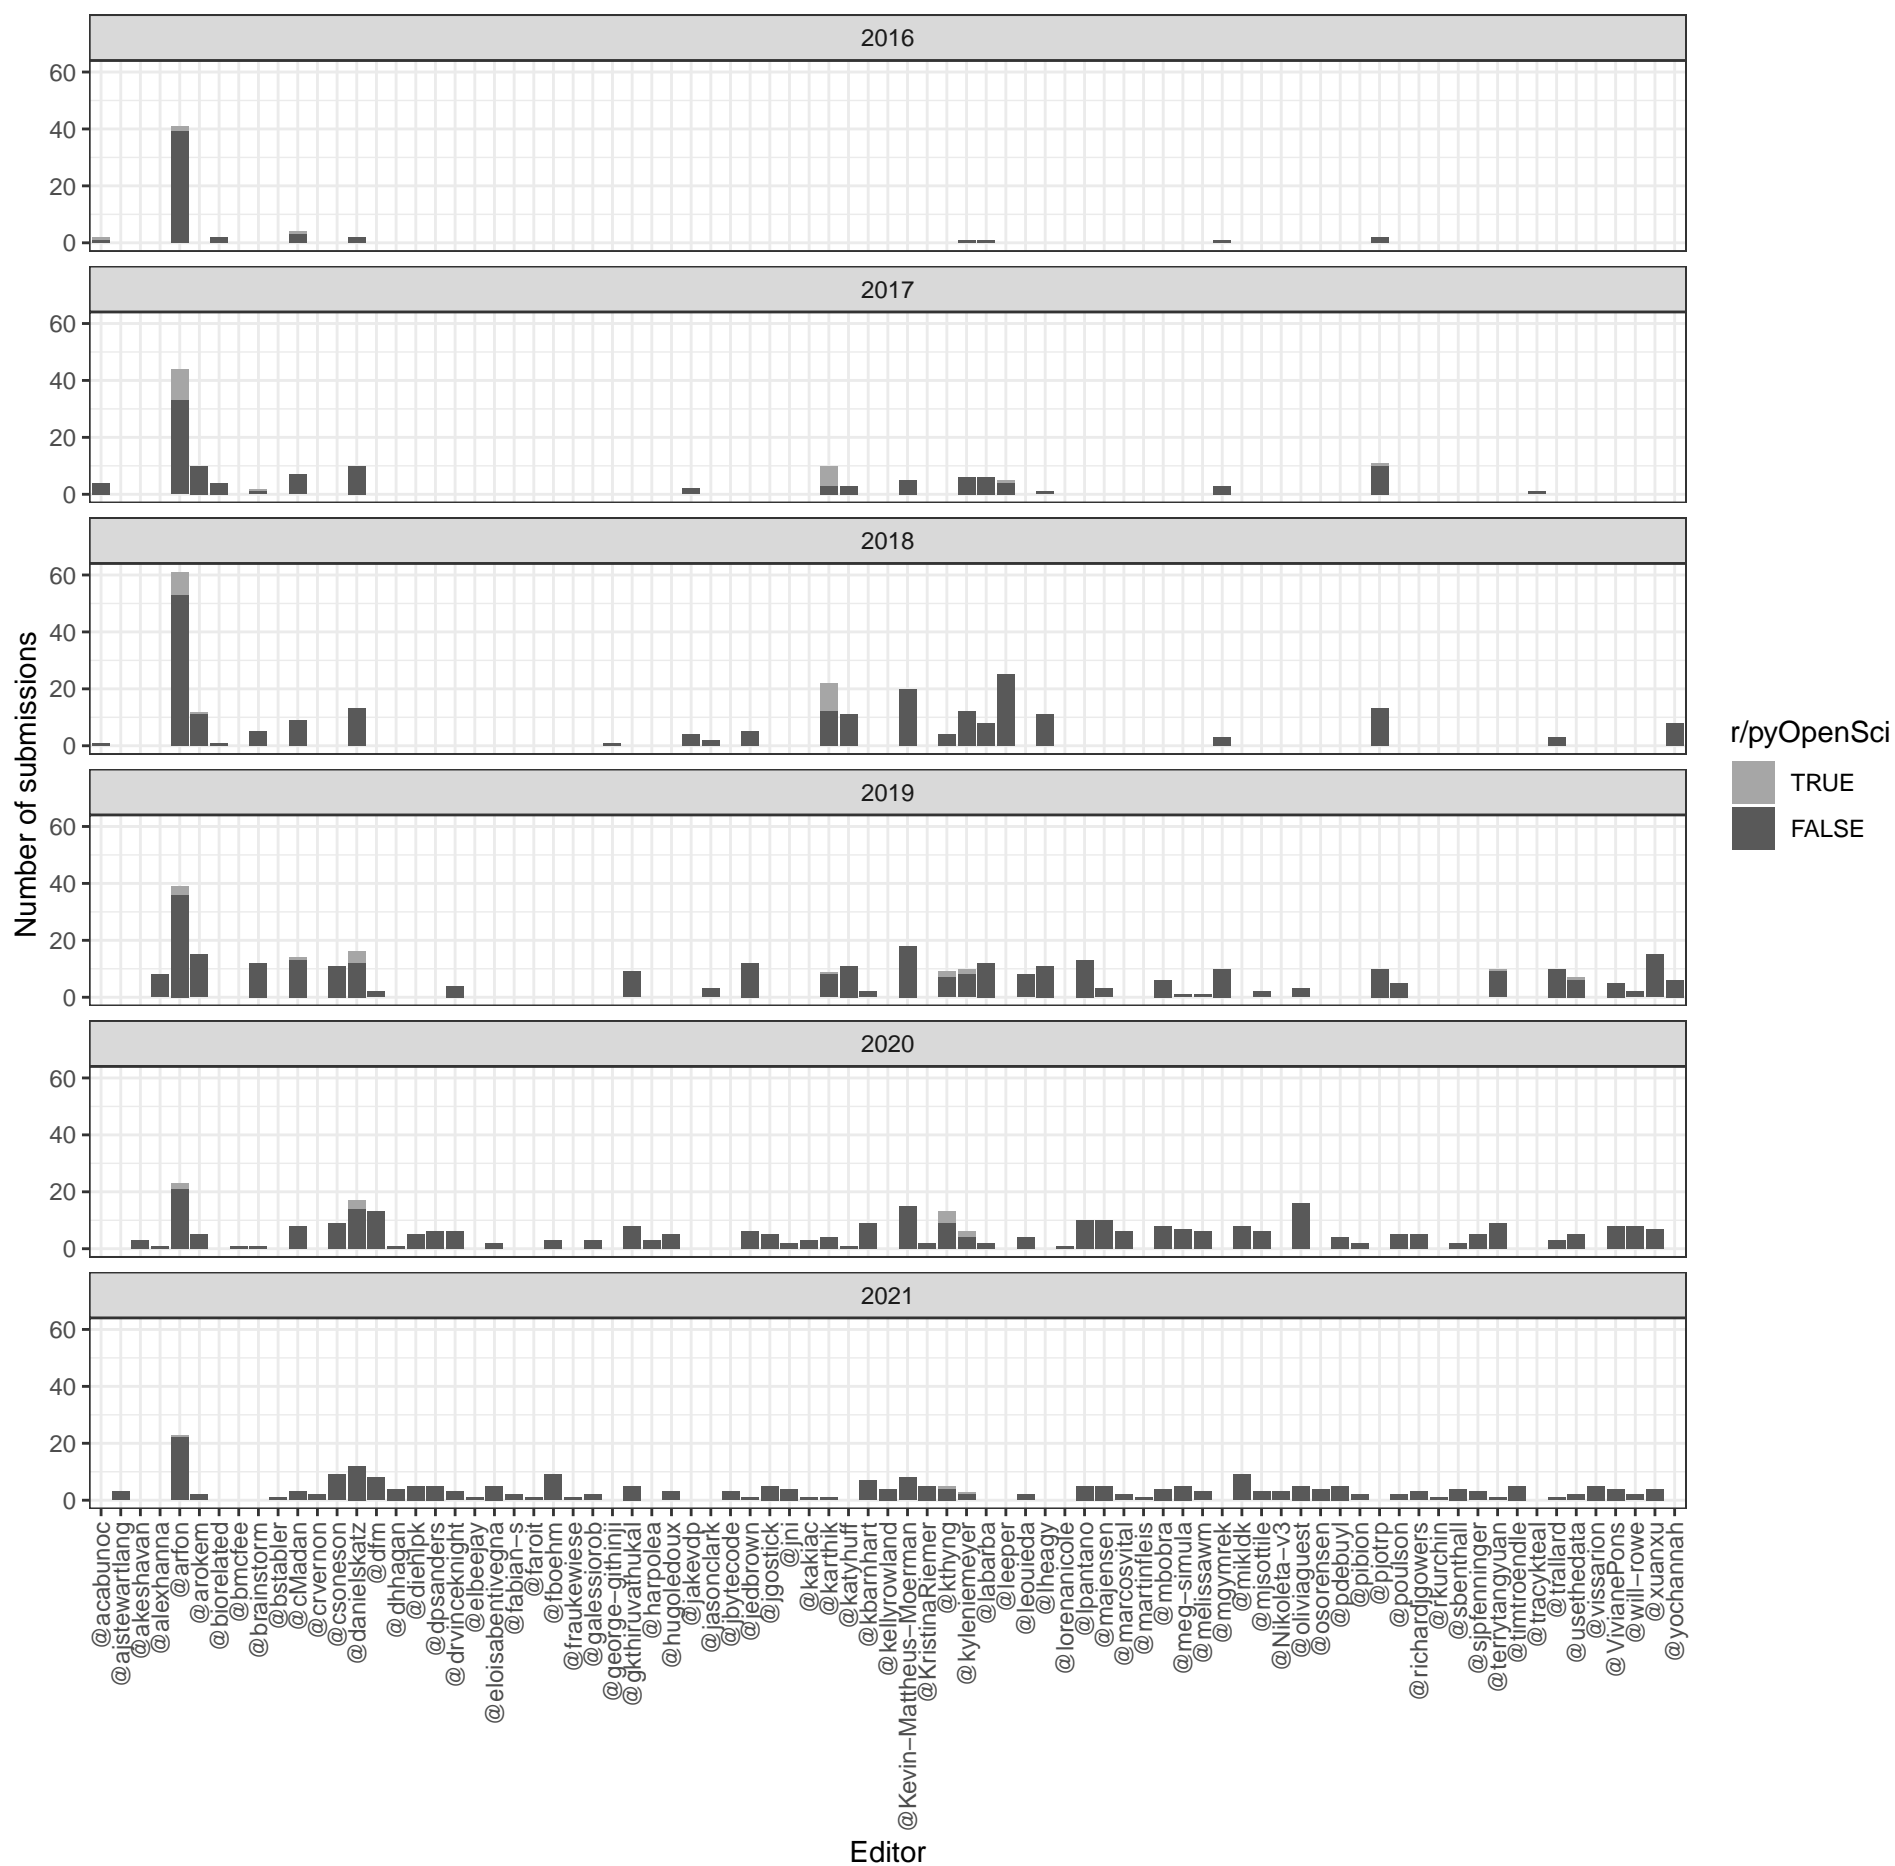 2016
60
40
20
0
2017
60
40
20
0
2018
60
40
20
0
2019
60
40
20
0
2020
60
40
20
0
2021
60
40
20
0
Number of submissions
@acabunoc
@ajstewartlang
@akeshavan
@alexhanna
@arfon
@arokem
@biorelated
@bmcfee
@brainstorm
@bstabler
@cMadan
@crvernon
@csoneson
@danielskatz
@dfm
@dhhagan
@diehlpk
@dpsanders
@drvinceknight
@elbeejay
@eloisabentivegna
@fabian−s
@faroit
@fboehm
@fraukewiese
@galessiorob
@george−githinji
@gkthiruvathukal
@harpolea
@hugoledoux
@jakevdp
@jasonclark
@jbytecode
@jedbrown
@jgostick
@jni
@kakiac
@karthik
@katyhuff
@kbarnhart
@kellyrowland
@Kevin−Mattheus−Moerman
@KristinaRiemer
@kthyng
@kyleniemeyer
@labarba
@leeper
@leouieda
@lheagy
@lorenanicole
@lpantano
@majensen
@marcosvital
@martinfleis
@mbobra
@meg−simula
@melissawm
@mgymrek
@mikldk
@mjsottile
@Nikoleta−v3
@oliviaguest
@osorensen
@pdebuyl
@pibion
@pjotrp
@poulson
@richardjgowers
@rkurchin
@sbenthall
@sjpfenninger
@terrytangyuan
@timtroendle
@tracykteal
@trallard
@usethedata
@vissarion
@VivianePons
@will−rowe
@xuanxu
@yochannah
Editor
r/pyOpenSci
TRUE
FALSE